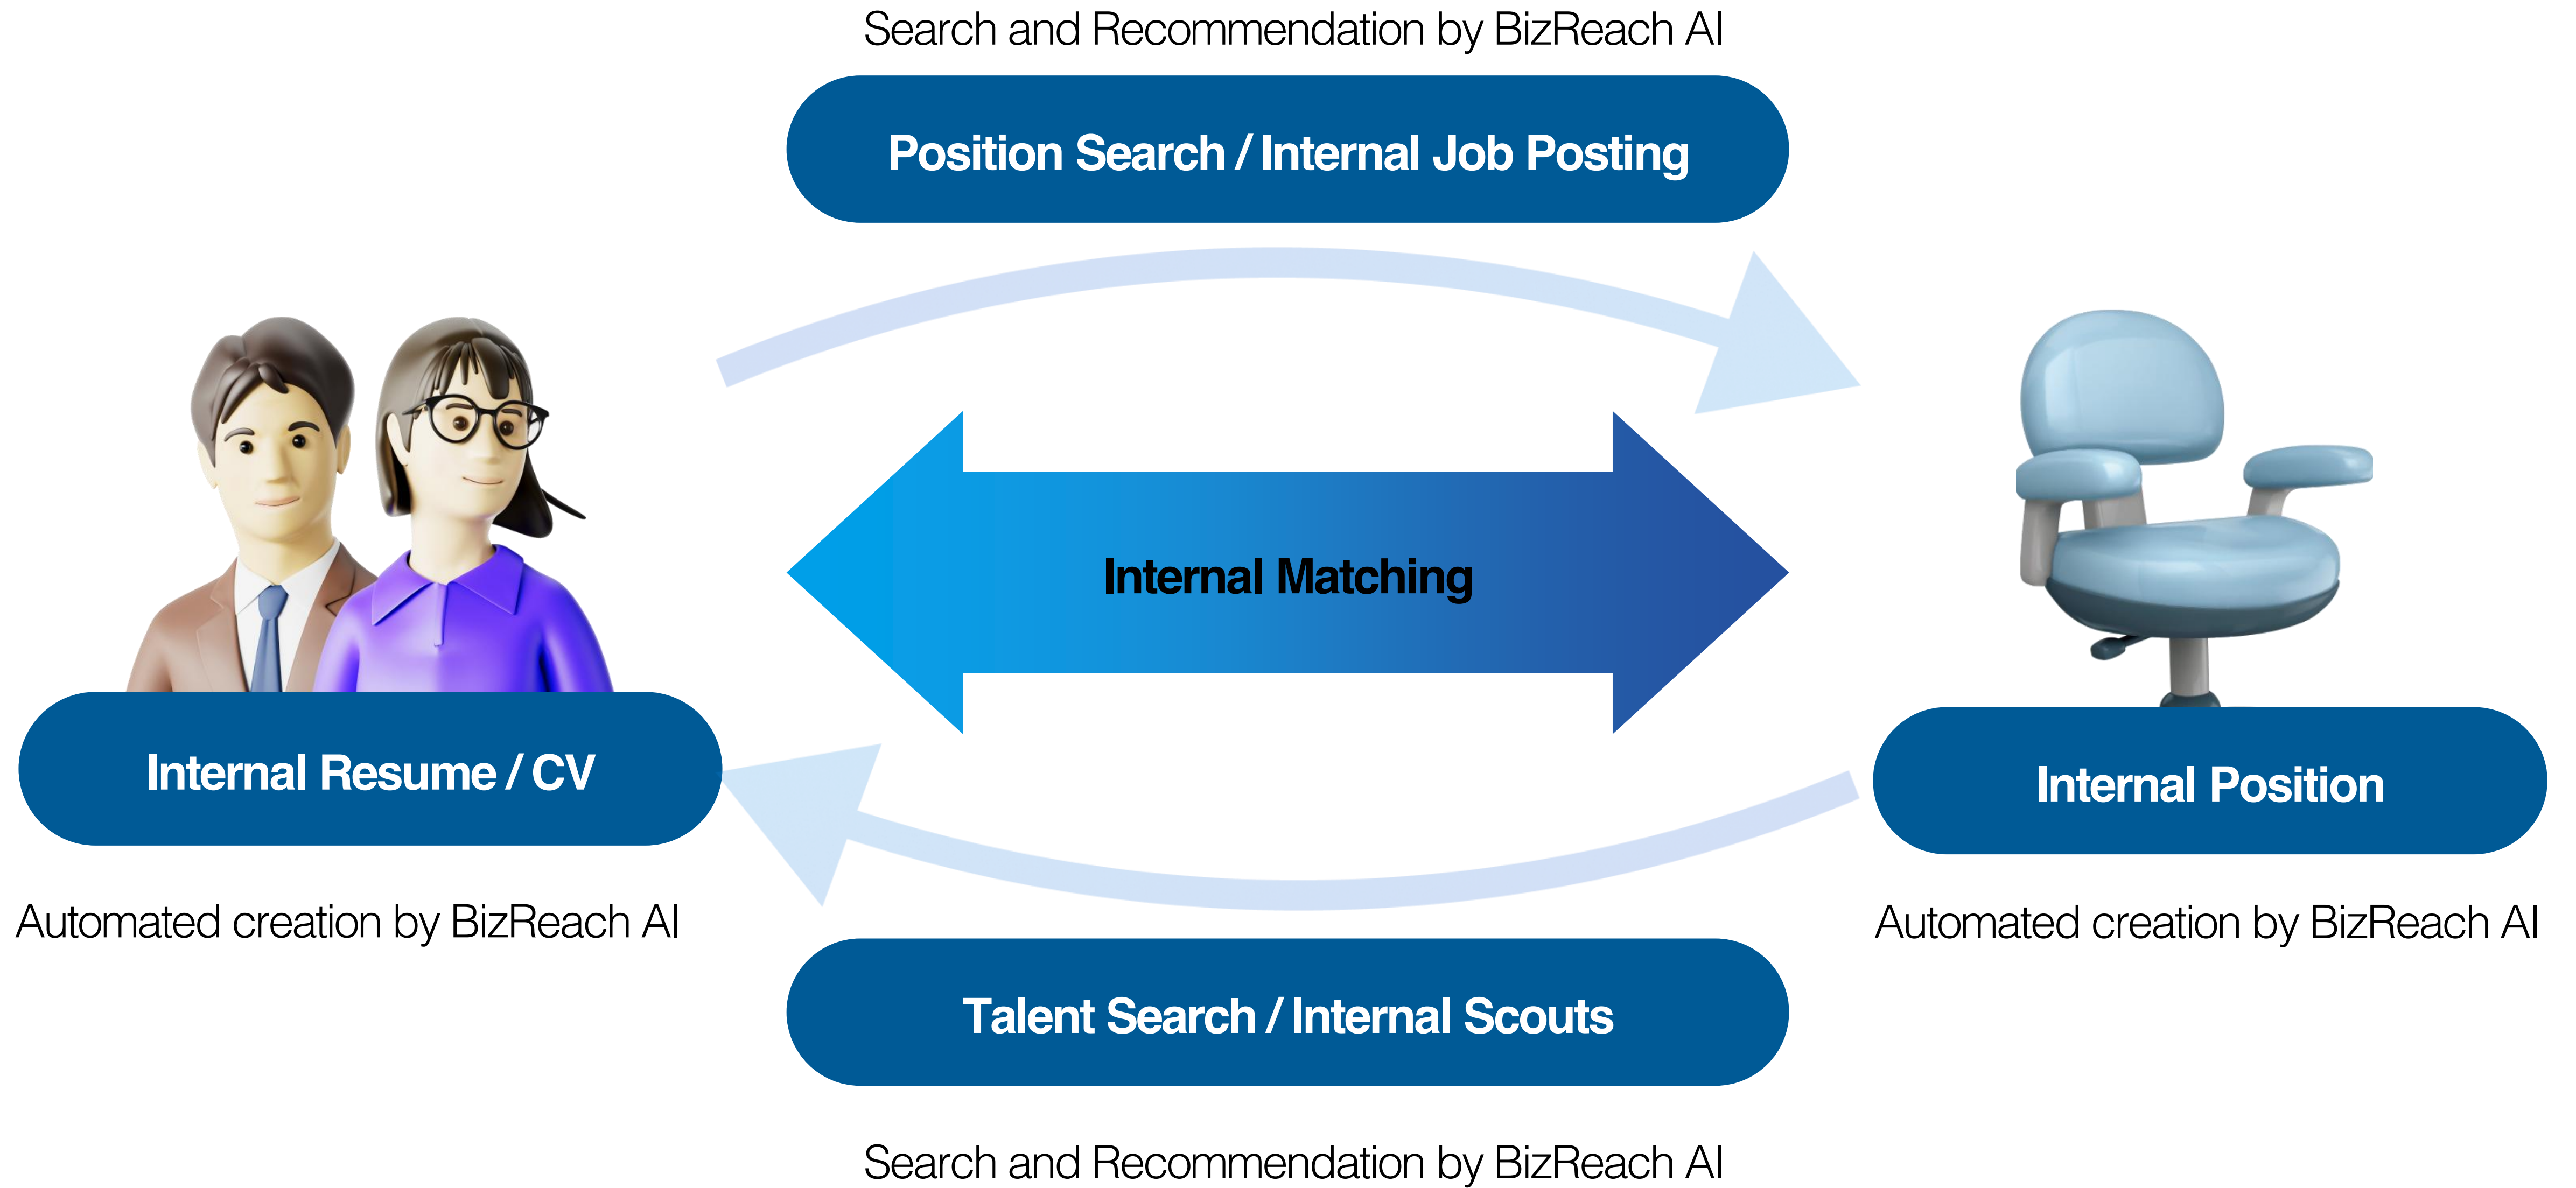 Search and Recommendation by BizReach AI
Position Search / Internal Job Posting
Internal Matching
Internal Resume / CV
Internal Position
Automated creation by BizReach AI
Automated creation by BizReach AI
Talent Search / Internal Scouts
Search and Recommendation by BizReach AI